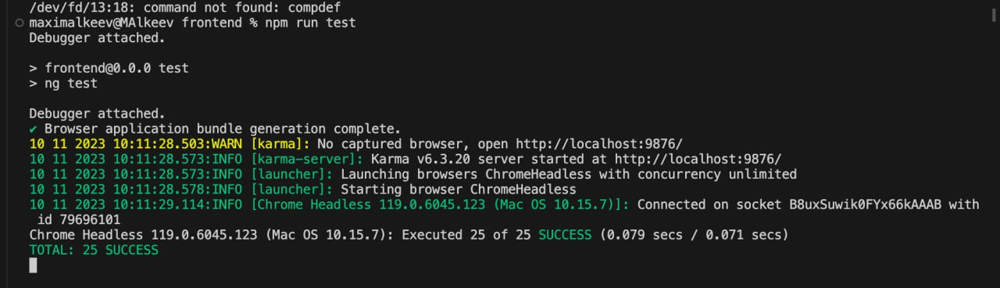 /dev/fd/13:18: command not found: compdef
maximalkeev@MAlkeev frontend % npm run test
Debugger attached.
> frontend@0.0.0 test
> ng test
Debugger attached.
✔ Browser application bundle generation complete.
10 11 2023 10:11:28.503:WARN [karma]: No captured browser, open http://localhost:9876/
10 11 2023 10:11:28.573:INFO [karma-server]: Karma v6.3.20 server started at http://localhost:9876/
10 11 2023 10:11:28.573:INFO [launcher]: Launching browsers ChromeHeadless with concurrency unlimited
10 11 2023 10:11:28.578:INFO [launcher]: Starting browser ChromeHeadless
10 11 2023 10:11:29.114:INFO [Chrome Headless 119.0.6045.123 (Mac OS 10.15.7)]: Connected on socket B8uxSuwik0FYx66kAAAB with
id 79696101
Chrome Headless 119.0.6045.123 (Mac OS 10.15.7): Executed 25 of 25 SUCCESS (0.079 secs / 0.071 secs)
TOTAL: 25 SUCCESS